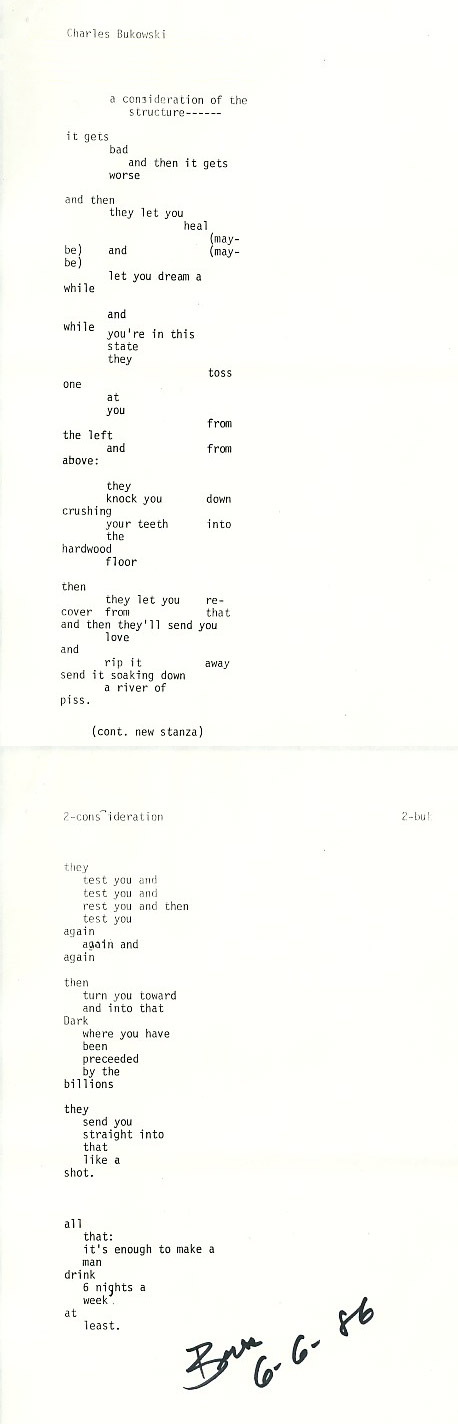 Charles Bukowski
a consideration of the
structure------
it gets
bad
and then it gets
worse
and then
they let you
heal
(may-
be) and (may-
be)
let you dream a
while
and
while you're in this
state
they
toss
one
at
you
from
the left
and from
above:
they
knock you down
crushing
your teeth into
the
hardwood
floor
then
they let you re-
cover from that
and then they'll send you
love
and
rip it away
send it soaking down
a river of
piss.
(cont. new stanza)
2-cons ideration 2-buk
they
test you and
test you and
rest you and then
test you
again
again and
again
then
turn you toward
and into that
Dark
where you have
been
preceeded
by the
billions
they
send you
straight into
that
like a
shot.
all
that:
it's enough to make a
man
drink
6 nights a
week.
at
least.
6-6-86